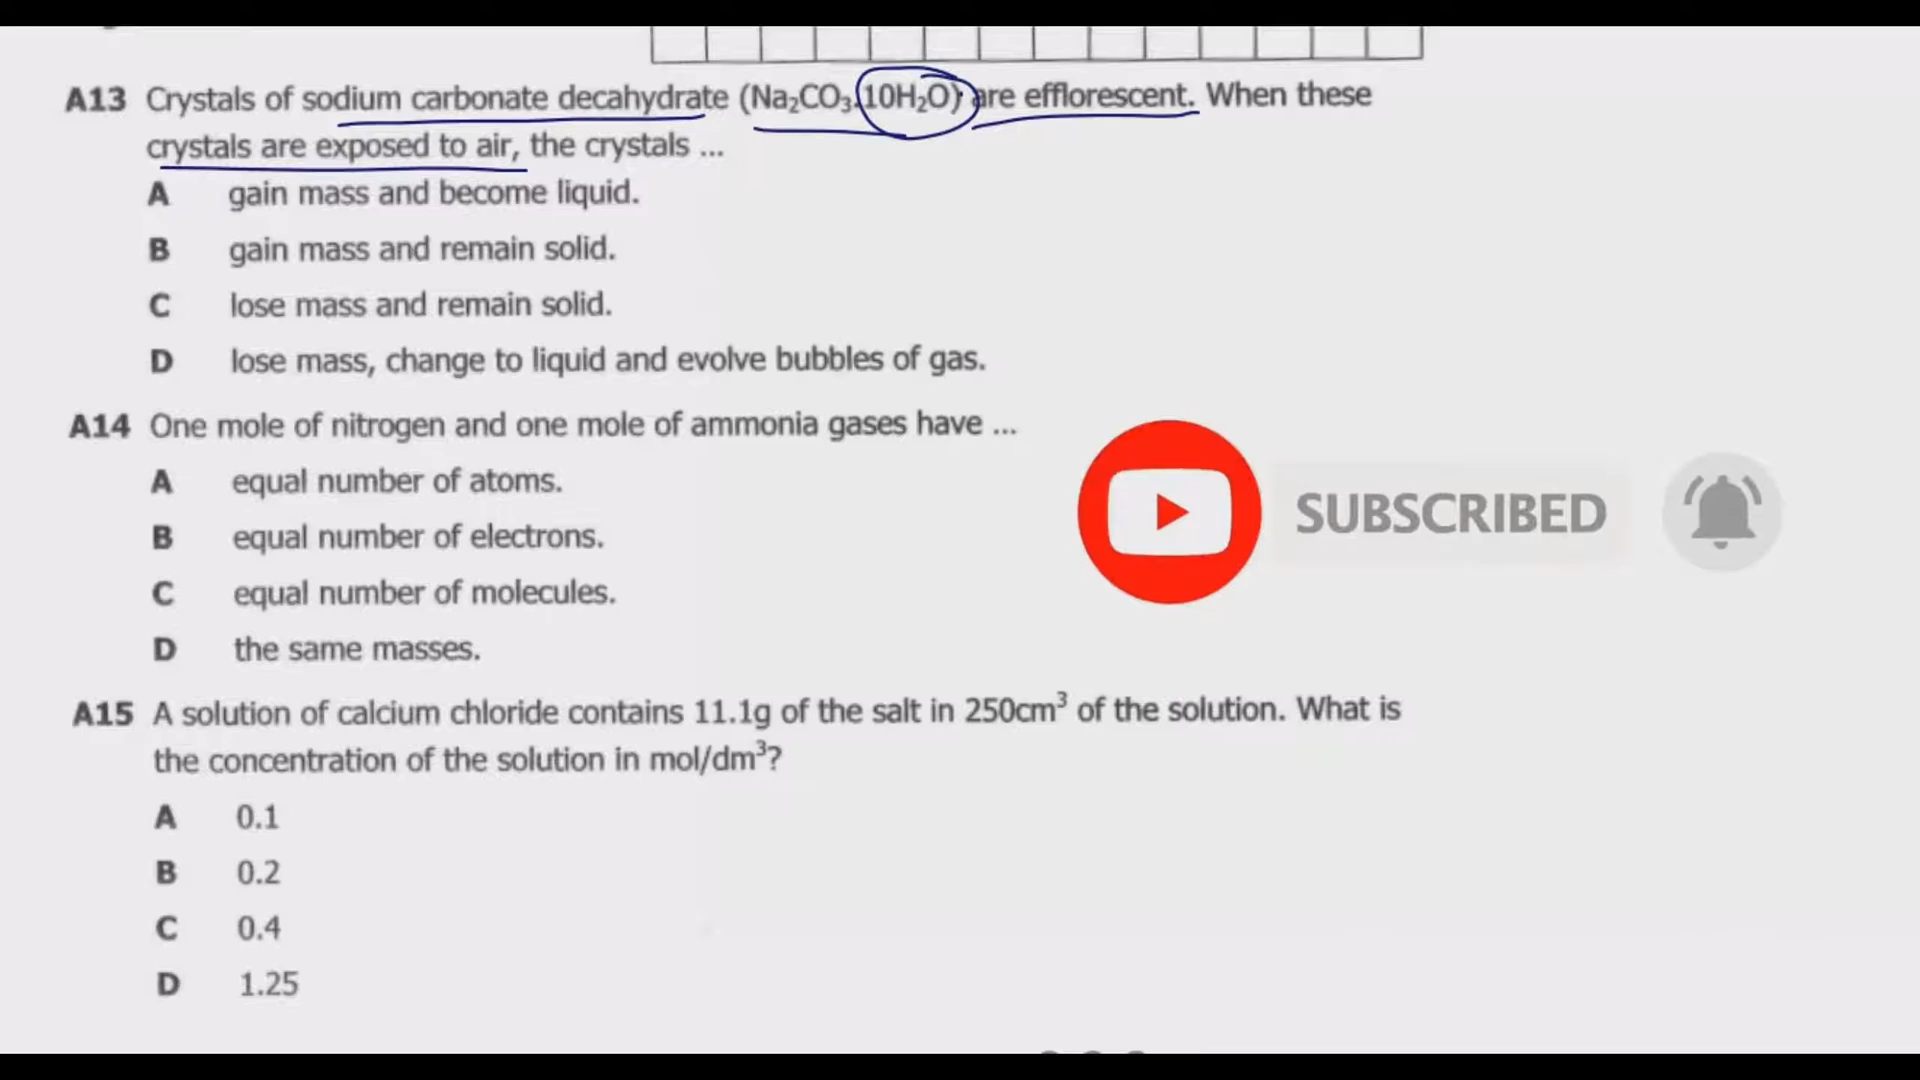 A13 Crystals of sodium carbonate decahydrate (Na₂CO₃.10H₂O) are efflorescent. When these
crystals are exposed to air, the crystals ...
A gain mass and become liquid.
B gain mass and remain solid.
C lose mass and remain solid.
D lose mass, change to liquid and evolve bubbles of gas.
A14 One mole of nitrogen and one mole of ammonia gases have ...
A equal number of atoms.
B equal number of electrons.
C equal number of molecules.
D the same masses.
SUBSCRIBED
A15 A solution of calcium chloride contains 11.1g of the salt in 250cm³ of the solution. What is
the concentration of the solution in mol/dm³?
A 0.1
B 0.2
C 0.4
D 1.25